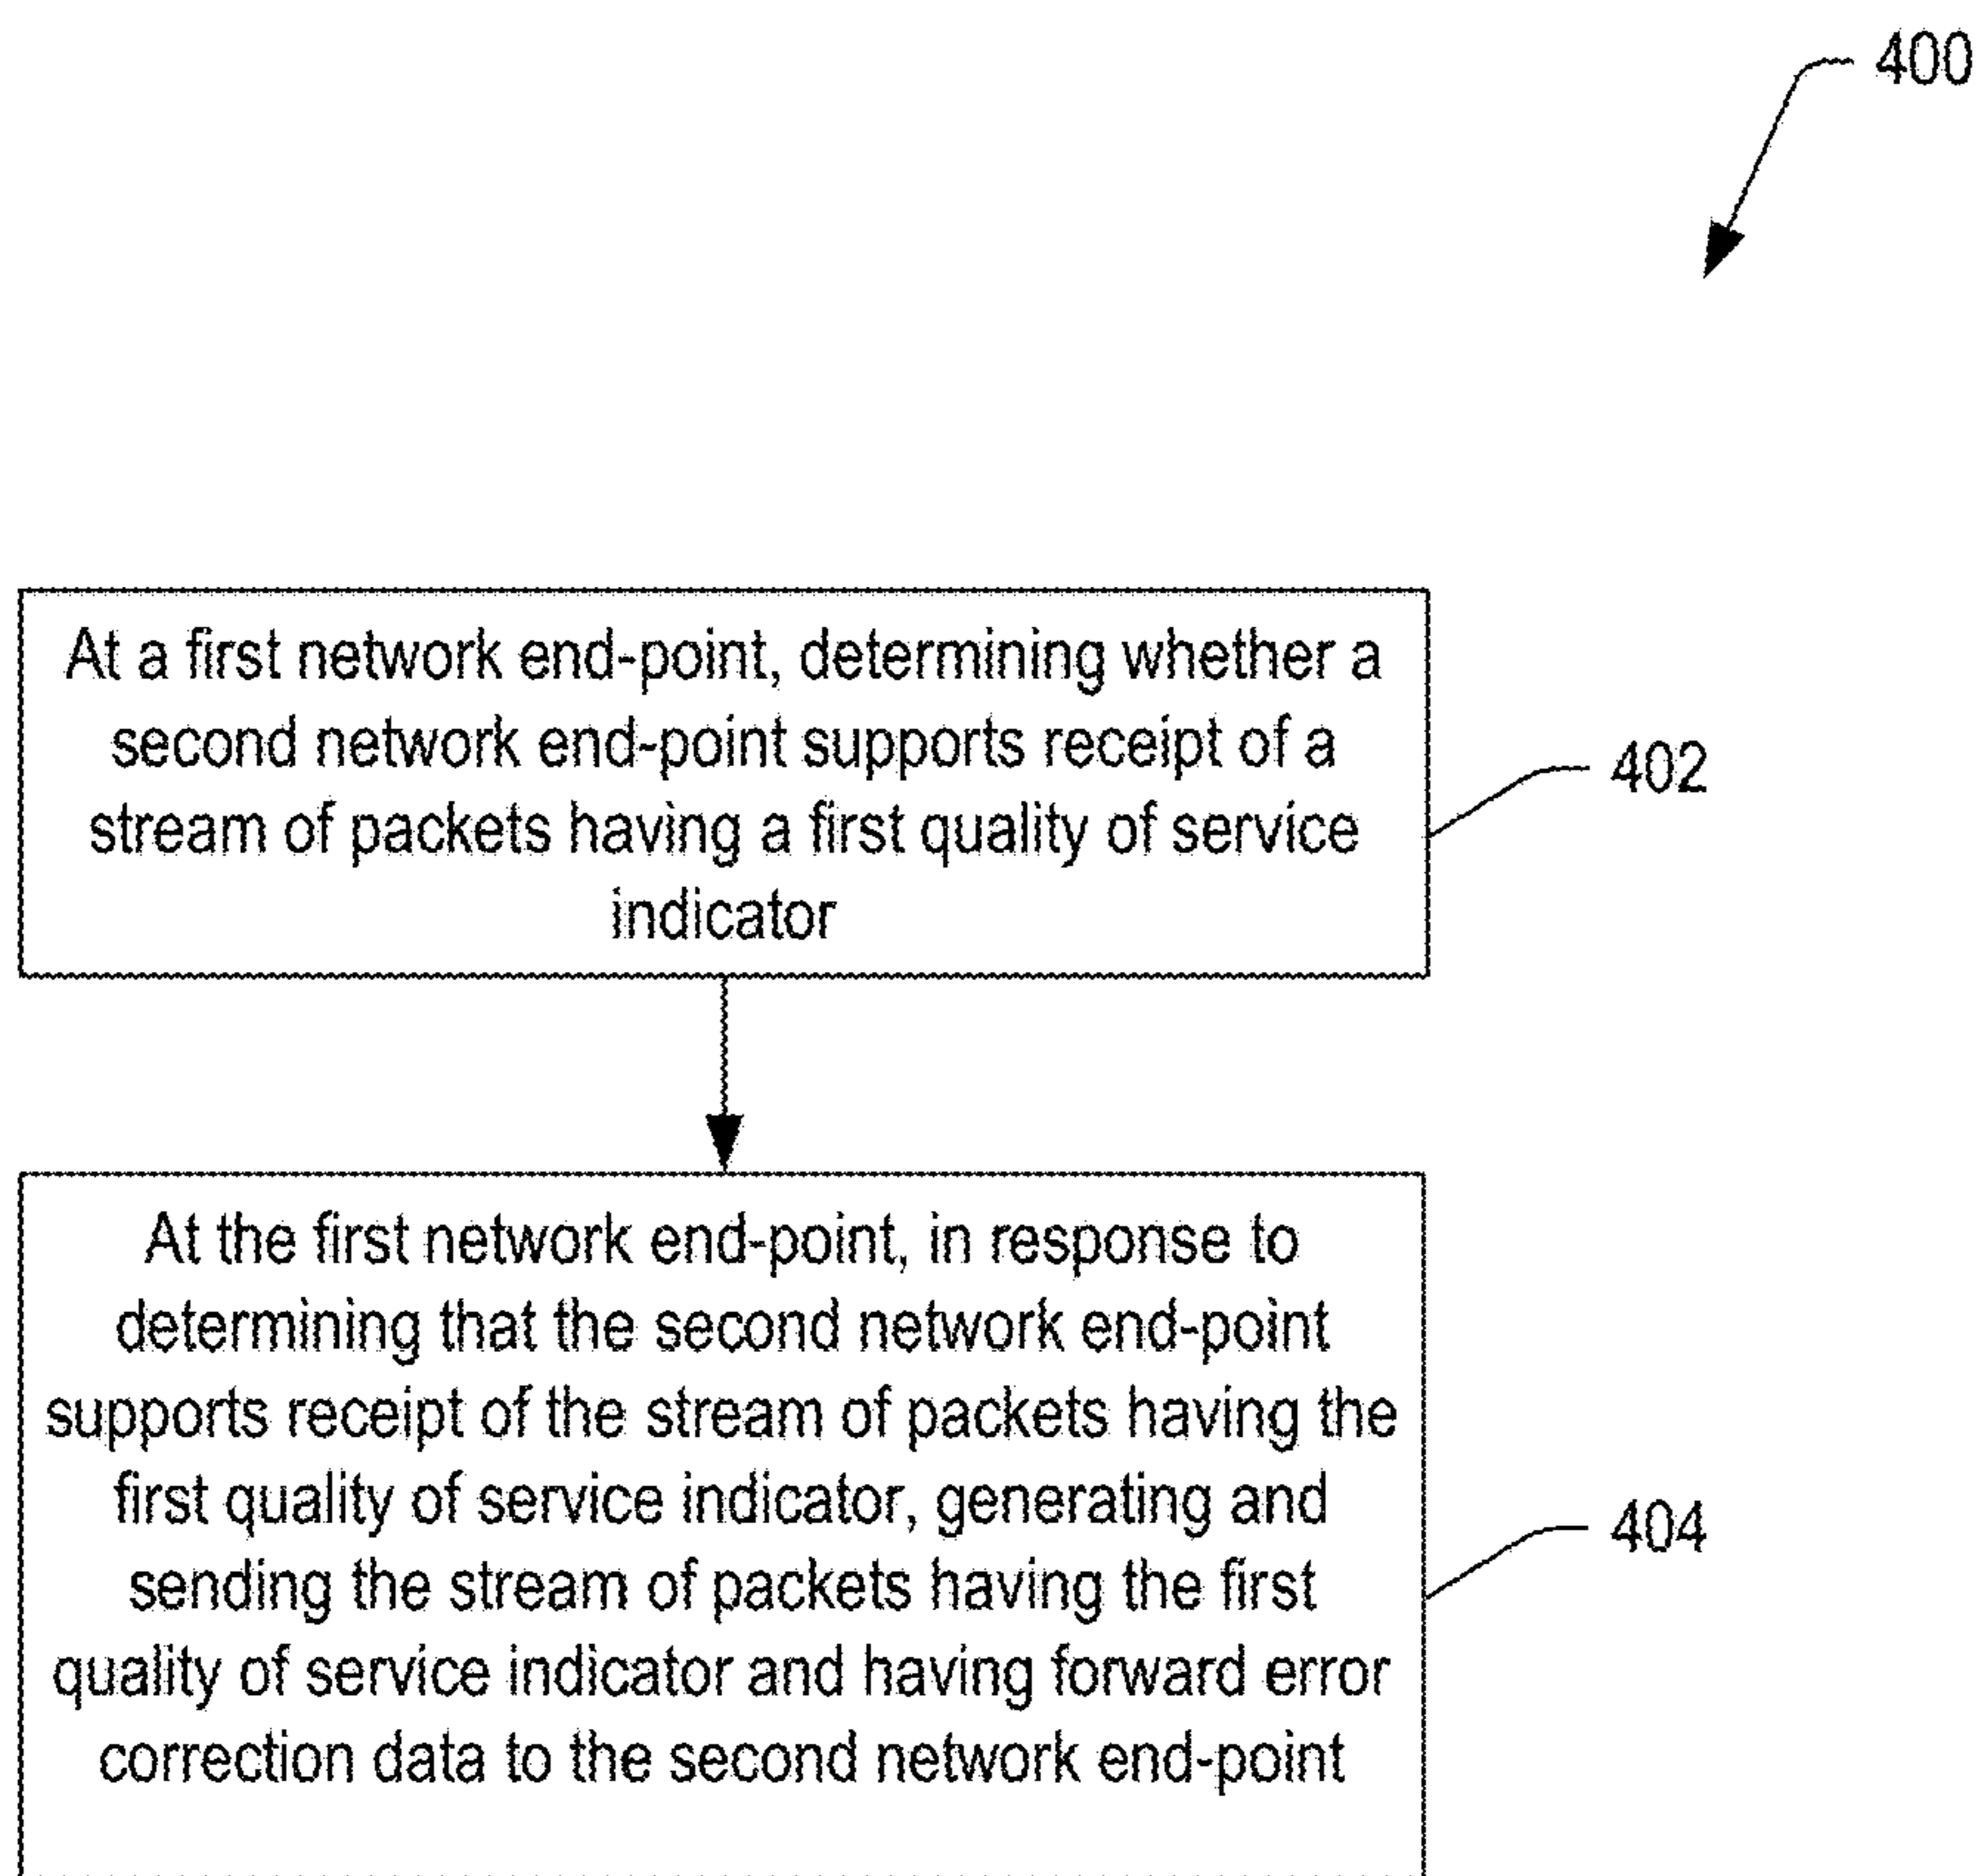 400
At a first network end-point, determining whether a
second network end-point supports receipt of a
stream of packets having a first quality of service
indicator
402
At the first network end-point, in response to
determining that the second network end-point
supports receipt of the stream of packets having the
first quality of service indicator, generating and
sending the stream of packets having the first
quality of service indicator and having forward error
correction data to the second network end-point
404